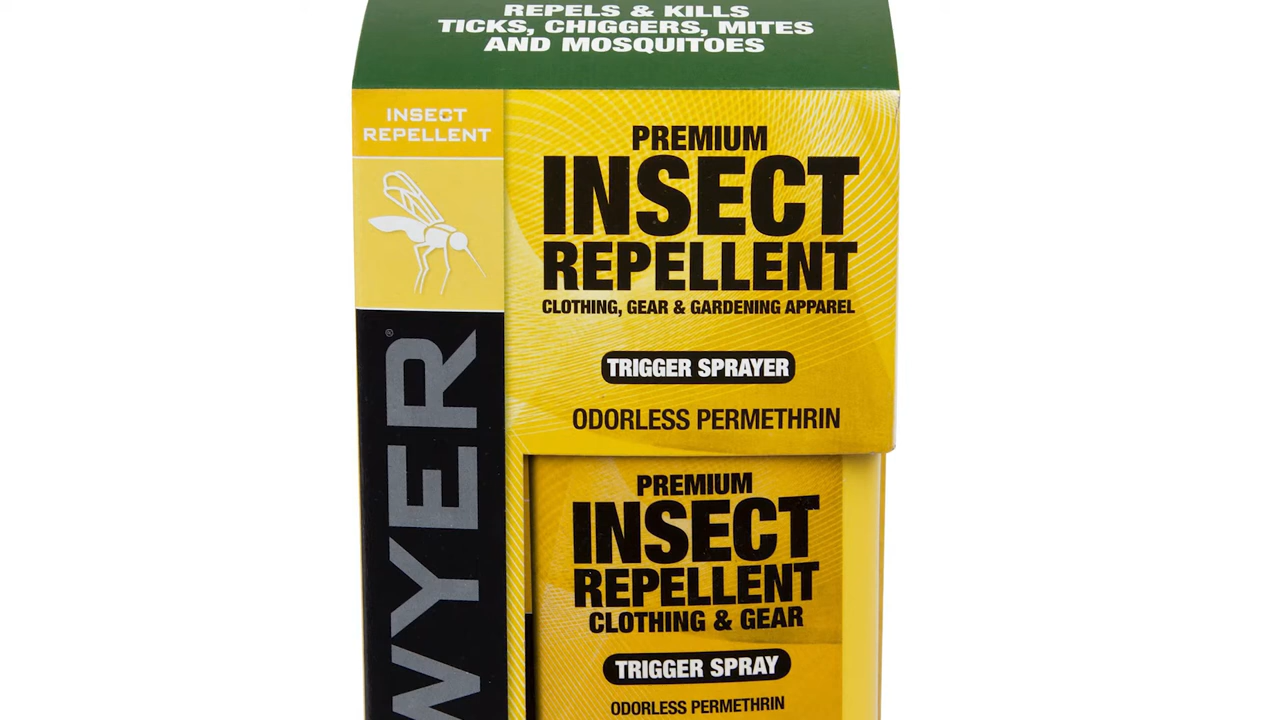 REPELS & KILLS
TICKS, CHIGGERS, MITES
AND MOSQUITOES
INSECT
REPELLENT
WYER®
PREMIUM
INSECT
REPELLENT
CLOTHING, GEAR & GARDENING APPAREL
TRIGGER SPRAYER
ODORLESS PERMETHRIN
PREMIUM
INSECT
REPELLENT
CLOTHING & GEAR
TRIGGER SPRAY
ODORLESS PERMETHRIN